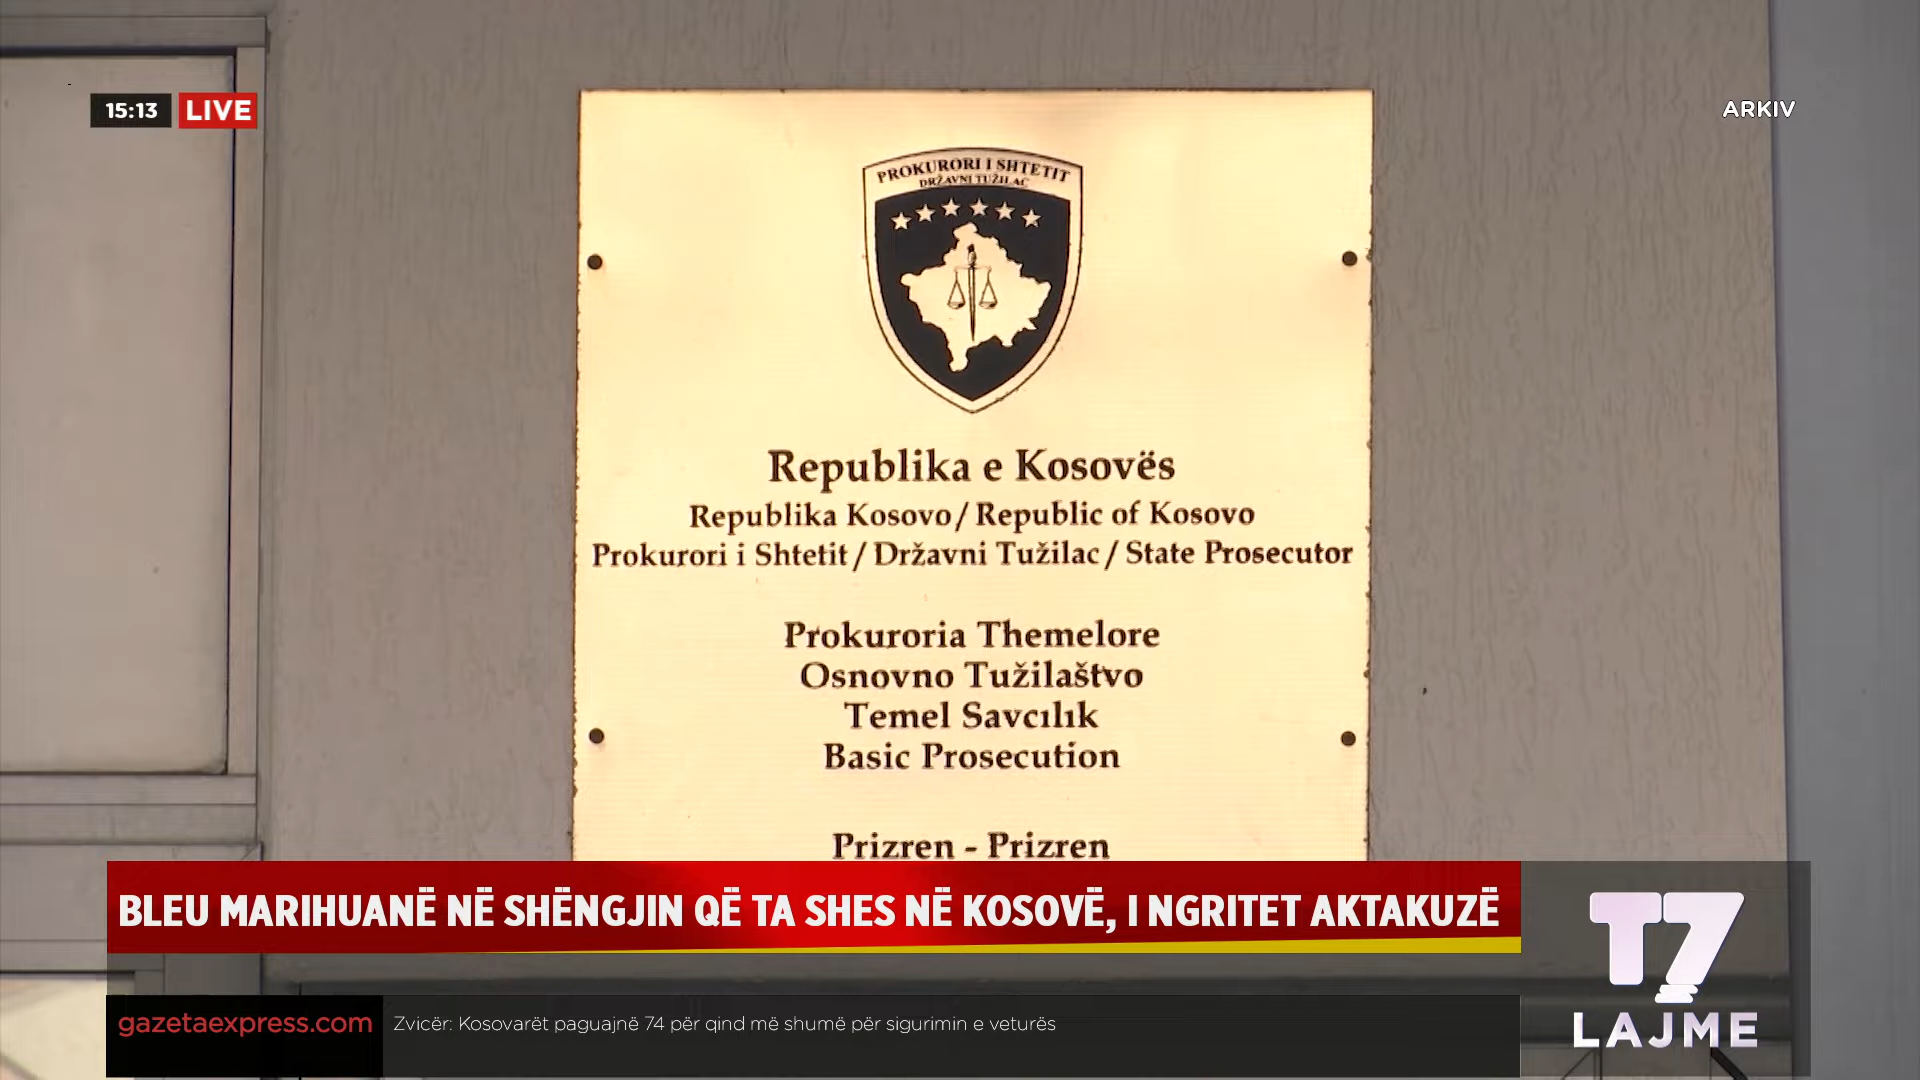 15:13 LIVE
ARKIV
PROKURORI I SHTETIT
DRŽAVNI TUŽILAC
Republika e Kosovës
Republika Kosovo / Republic of Kosovo
Prokurori i Shtetit / Državni Tužilac / State Prosecutor
Prokuroria Themelore
Osnovno Tužilaštvo
Temel Savcılık
Basic Prosecution
Prizren - Prizren
BLEU MARIHUANË NË SHËNGJIN QË TA SHES NË KOSOVË, I NGRITET AKTAKUZË
T7
LAJME
gazetaexpress.com
Zvicër: Kosovarët paguajnë 74 për qind më shumë për sigurimin e veturës